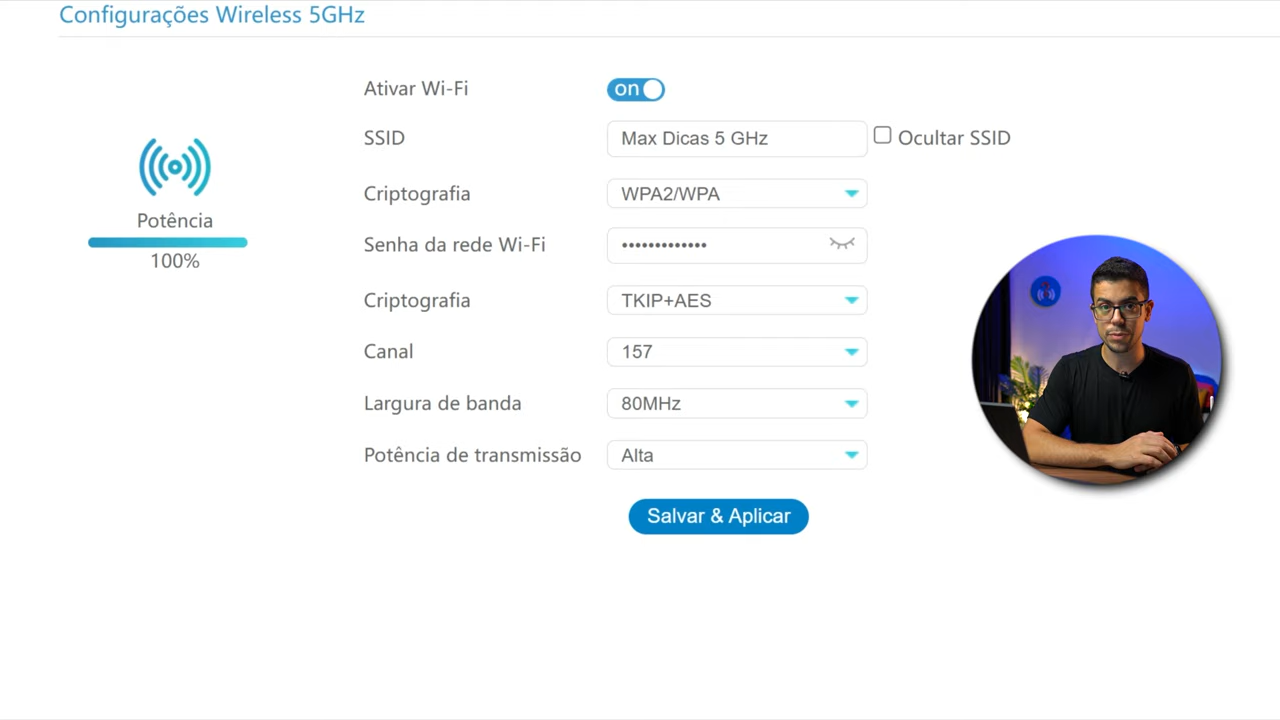 Configurações Wireless 5GHz
Ativar Wi-Fi on
SSID Max Dicas 5 GHz Ocultar SSID
Criptografia WPA2/WPA
Potência
Senha da rede Wi-Fi •••••••••••••
100%
Criptografia TKIP+AES
Canal 157
Largura de banda 80MHz
Potência de transmissão Alta
Salvar & Aplicar